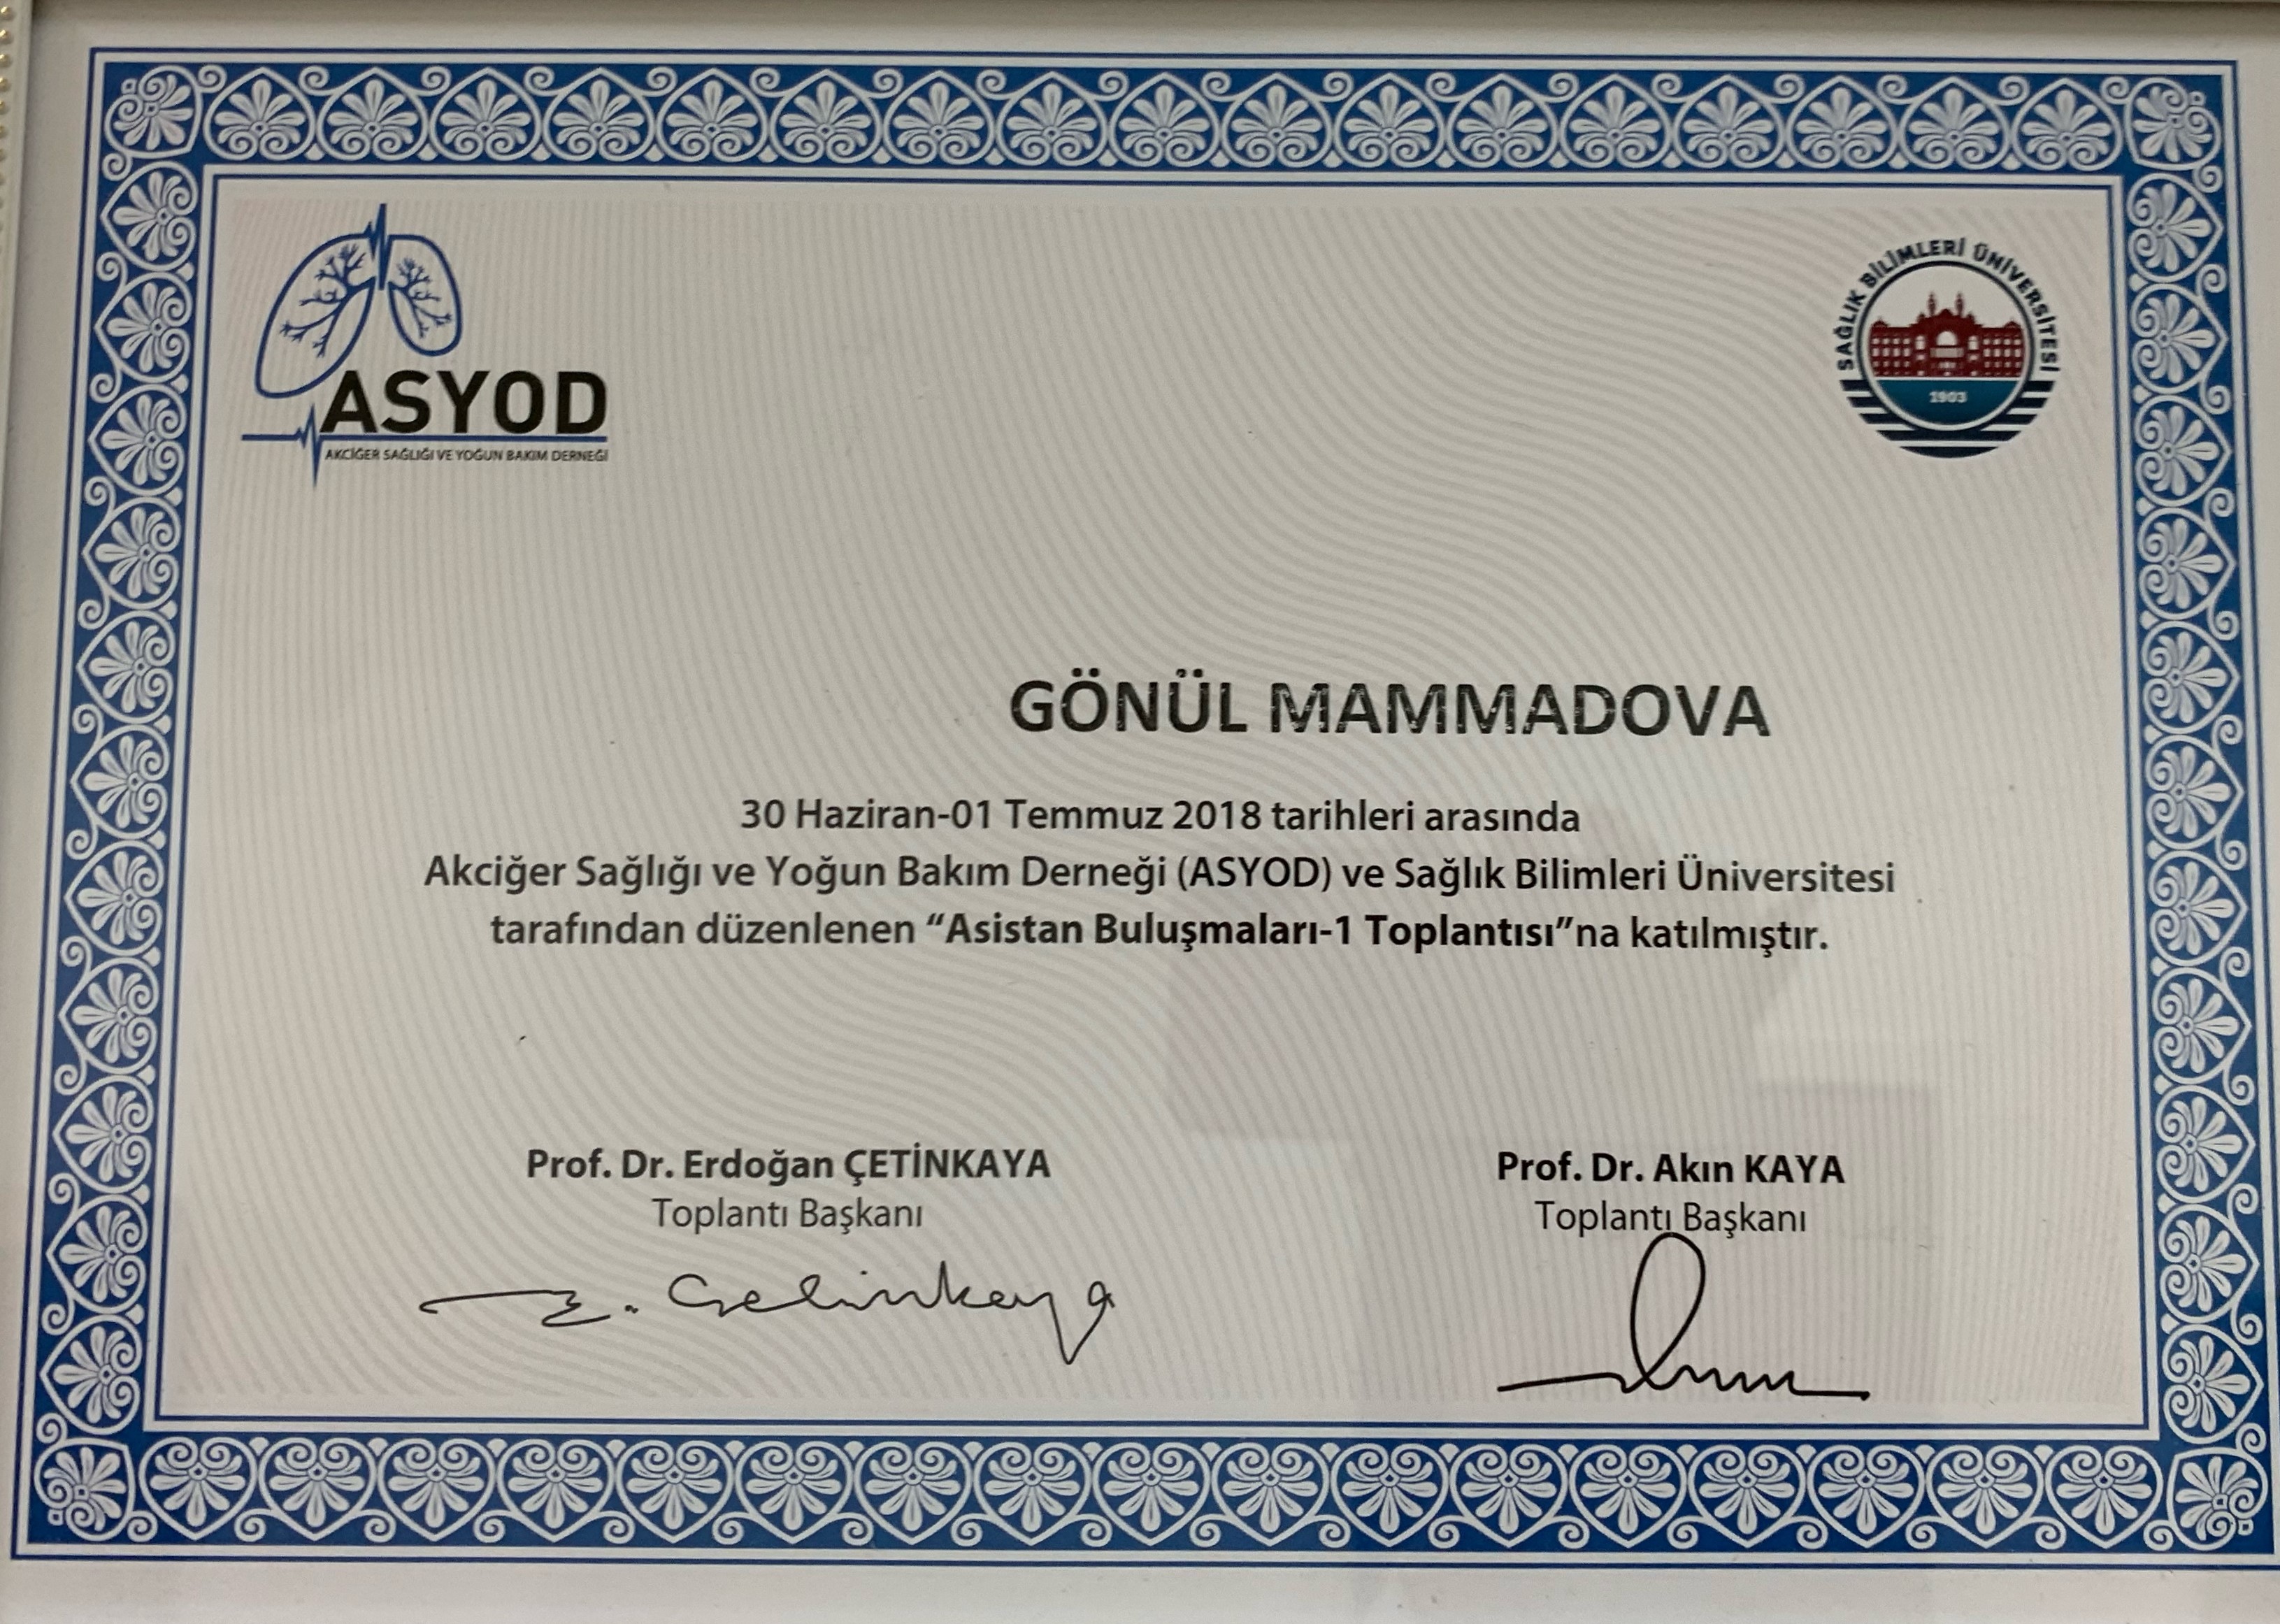 ASYOD
AKCİĞER SAĞLIĞI VE YOĞUN BAKIM DERNEĞİ
SAĞLIK BİLİMLERİ ÜNİVERSİTESİ
1903
GÖNÜL MAMMADOVA
30 Haziran-01 Temmuz 2018 tarihleri arasında
Akciğer Sağlığı ve Yoğun Bakım Derneği (ASYOD) ve Sağlık Bilimleri Üniversitesi
tarafından düzenlenen “Asistan Buluşmaları-1 Toplantısı”na katılmıştır.
Prof. Dr. Erdoğan ÇETİNKAYA
Toplantı Başkanı
Prof. Dr. Akın KAYA
Toplantı Başkanı
E. Çetinkaya